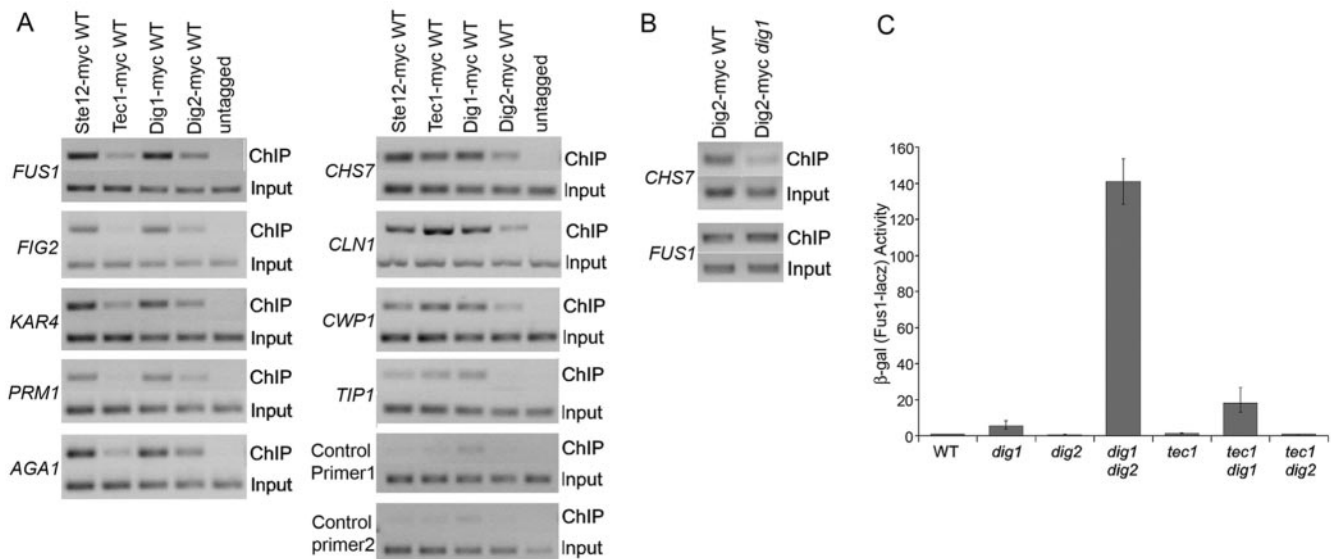 A
Ste12-myc WT
Tec1-myc WT
Dig1-myc WT
Dig2-myc WT
untagged
FUS1
ChIP
Input
FIG2
ChIP
Input
KAR4
ChIP
Input
PRM1
ChIP
Input
AGA1
ChIP
Input
Ste12-myc WT
Tec1-myc WT
Dig1-myc WT
Dig2-myc WT
untagged
CHS7
ChIP
Input
CLN1
ChIP
Input
CWP1
ChIP
Input
TIP1
ChIP
Input
Control
Primer1
ChIP
Input
Control
primer2
ChIP
Input
B
Dig2-myc WT
Dig2-myc dig1
CHS7
ChIP
Input
FUS1
ChIP
Input
C
β-gal (Fus1-lacz) Activity
160
140
120
100
80
60
40
20
0
WT
dig1
dig2
dig1
dig2
tec1
tec1
dig1
tec1
dig2